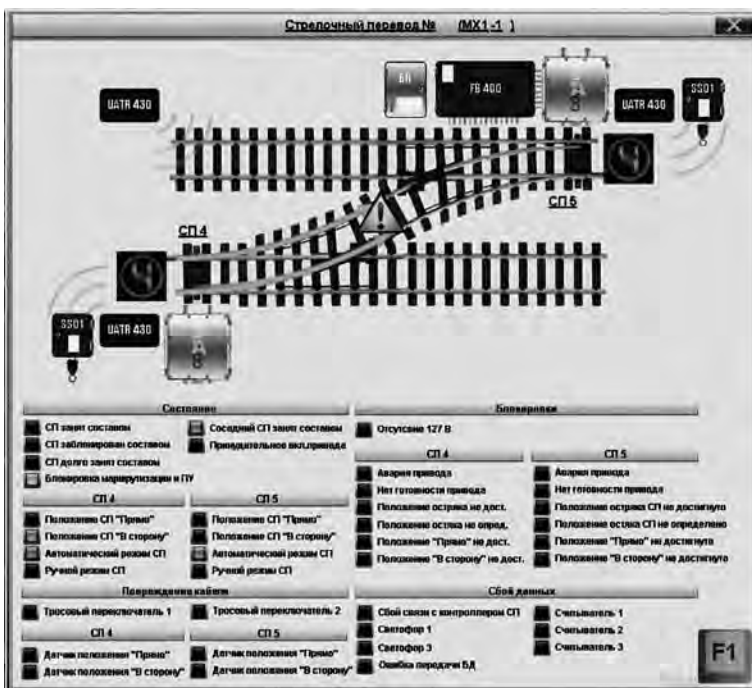 Стрелочный перевод № (МХ1-1 )
БП
FB 400
А
В
SS01
UATR 430
UATR 430
СП 5
СП 4
SS01
UATR 430
А
В
Состояние
СП занят составом
СП заблокирован составом
СП долго занят составом
Блокировка маршрутизации и ПУ
Соседний СП занят составом
Принудительное вкл.привода
СП 4
Положение СП "Прямо"
Положение СП "В сторону"
Автоматический режим СП
Ручной режим СП
СП 5
Положение СП "Прямо"
Положение СП "В сторону"
Автоматический режим СП
Ручной режим СП
Блокировки
Отсутсвие 127 В
СП 4
Авария привода
Нет готовности привода
Положение остряка не дост.
Положение остяка не опред.
Положение "Прямо" не дост.
Положение "В сторону" не дост.
СП 5
Авария привода
Нет готовности привода
Положение остряка СП не достигнуто
Положение остяка СП не определено
Положение "Прямо" не достигнуто
Положение "В сторону" не достигнуто
Повреждение кабеля
Тросовый переключатель 1
Тросовый переключатель 2
СП 4
Датчик положения "Прямо"
Датчик положения "В сторону"
СП 5
Датчик положения "Прямо"
Датчик положения "В сторону"
Сбой данных
Сбой связи с контроллером СП
Светофор 1
Светофор 3
Ошибка передачи БД
Считыватель 1
Считыватель 2
Считыватель 3
F1